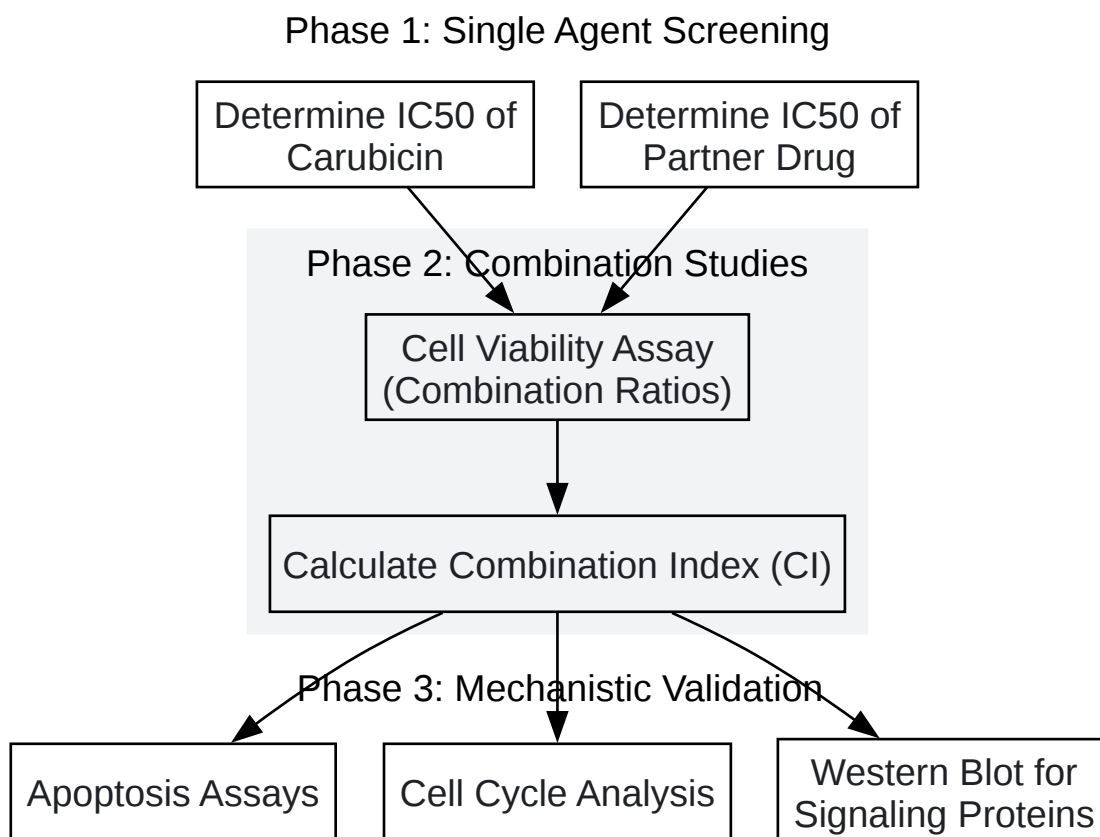 Phase 1: Single Agent Screening
Determine IC50 of
Carubicin
Determine IC50 of
Partner Drug
Phase 2: Combination Studies
Cell Viability Assay
(Combination Ratios)
Calculate Combination Index (CI)
Phase 3: Mechanistic Validation
Apoptosis Assays
Cell Cycle Analysis
Western Blot for
Signaling Proteins